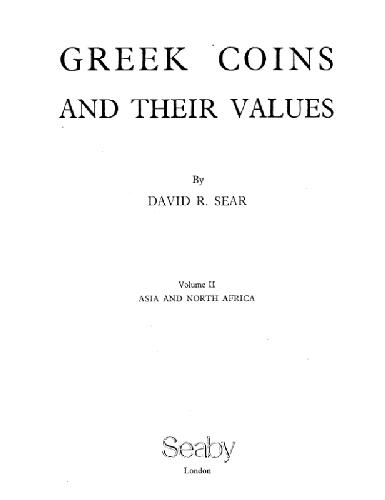 GREEK COINS
AND THEIR VALUES
By
DAVID R. SEAR
Volume II
ASIA AND NORTH AFRICA
Seaby
London